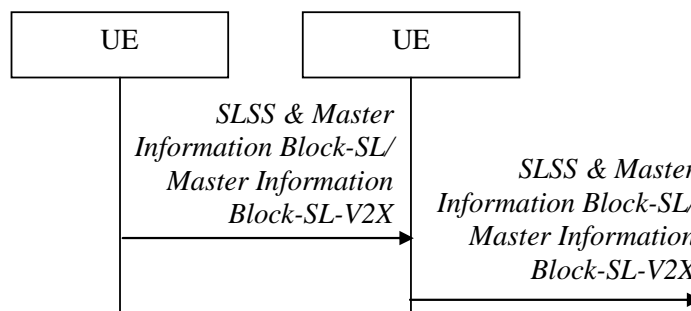 UE
UE
SLSS & Master
Information Block-SL/
Master Information
Block-SL-V2X
SLSS & Master
Information Block-SL/
Master Information
Block-SL-V2X